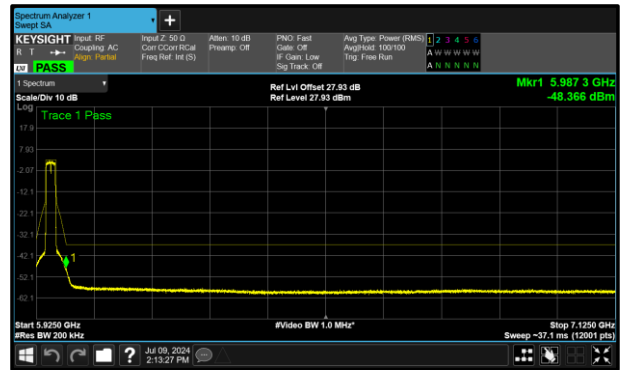 Spectrum Analyzer 1
Swept SA
+
KEYSIGHT Input: RF Input Z: 50 Ω Atten: 10 dB PNO: Fast Avg Type: Power (RMS) 1 2 3 4 5 6
R T Coupling: AC Corr CCorr RCal Preamp: Off Gate: Off Avg|Hold: 100/100 A W W W W W
Align: Partial Freq Ref: Int (S) IF Gain: Low Trig: Free Run
LXI PASS Sig Track: Off A N N N N N
1 Spectrum Ref Lvl Offset 27.93 dB Mkr1 5.987 3 GHz
Scale/Div 10 dB Ref Level 27.93 dBm -48.366 dBm
Log
Trace 1 Pass
17.9
7.93
-2.07
-12.1
-22.1
-32.1
-42.1
1
-52.1
-62.1
Start 5.9250 GHz #Video BW 1.0 MHz* Stop 7.1250 GHz
#Res BW 200 kHz Sweep ~37.1 ms (12001 pts)
? Jul 09, 2024
2:13:27 PM